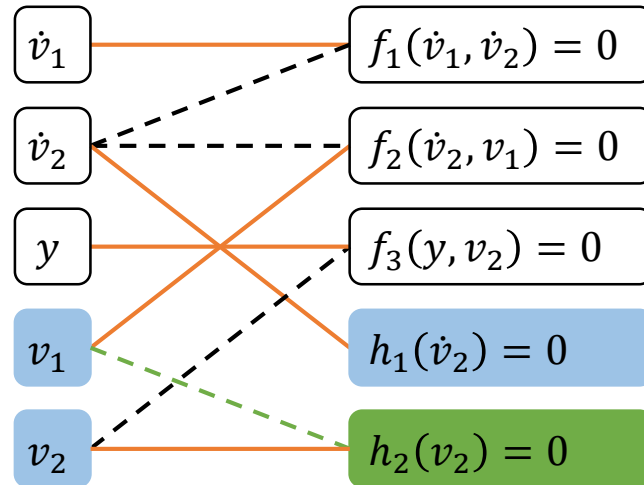 v̇₁ f₁(v̇₁, v̇₂) = 0
v̇₂ f₂(v̇₂, v₁) = 0
y f₃(y, v₂) = 0
v₁ h₁(v̇₂) = 0
v₂ h₂(v₂) = 0